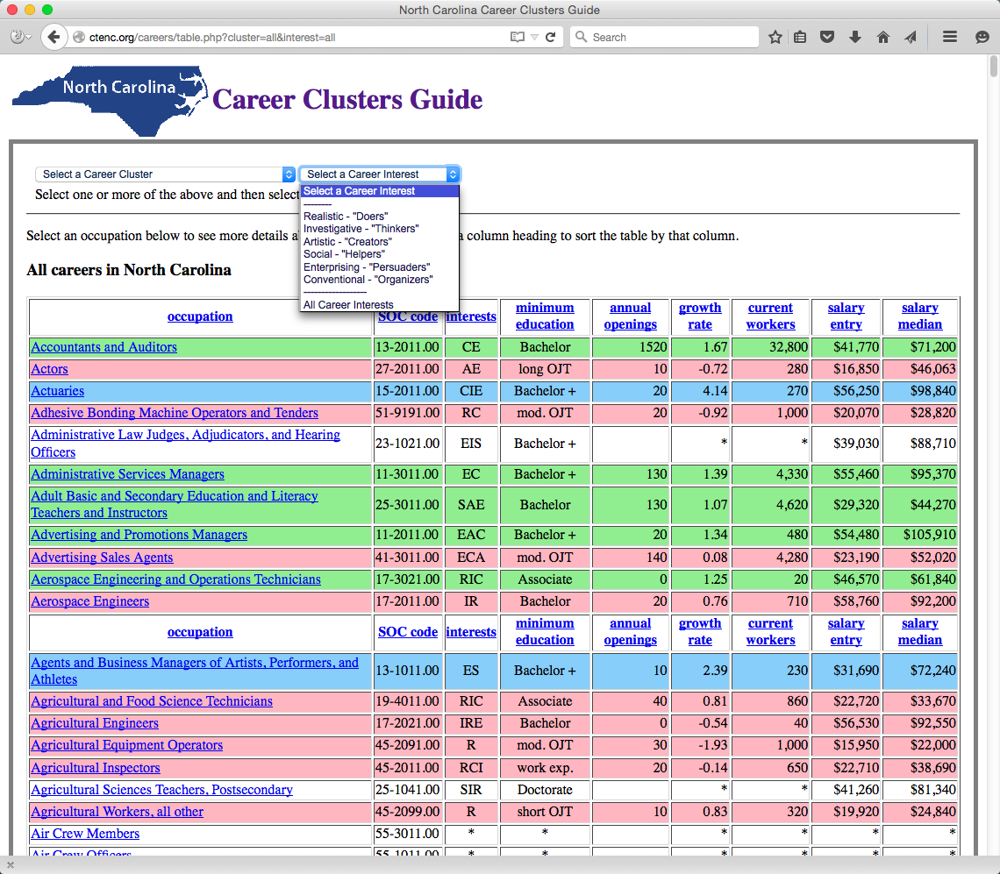 North Carolina Career Clusters Guide
ctenc.org/careers/table.php?cluster=all&interest=all
Search
North Carolina
Career Clusters Guide
Select a Career Cluster
Select a Career Interest
Select one or more of the above and then select
Select a Career Interest
--------
Realistic - "Doers"
Investigative - "Thinkers"
Artistic - "Creators"
Social - "Helpers"
Enterprising - "Persuaders"
Conventional - "Organizers"
------------------
All Career Interests
Select an occupation below to see more details a column heading to sort the table by that column.
All careers in North Carolina
occupation SOC code interests minimum education annual openings growth rate current workers salary entry salary median
Accountants and Auditors 13-2011.00 CE Bachelor 1520 1.67 32,800 $41,770 $71,200
Actors 27-2011.00 AE long OJT 10 -0.72 280 $16,850 $46,063
Actuaries 15-2011.00 CIE Bachelor + 20 4.14 270 $56,250 $98,840
Adhesive Bonding Machine Operators and Tenders 51-9191.00 RC mod. OJT 20 -0.92 1,000 $20,070 $28,820
Administrative Law Judges, Adjudicators, and Hearing Officers 23-1021.00 EIS Bachelor + * * $39,030 $88,710
Administrative Services Managers 11-3011.00 EC Bachelor + 130 1.39 4,330 $55,460 $95,370
Adult Basic and Secondary Education and Literacy Teachers and Instructors 25-3011.00 SAE Bachelor 130 1.07 4,620 $29,320 $44,270
Advertising and Promotions Managers 11-2011.00 EAC Bachelor + 20 1.34 480 $54,480 $105,910
Advertising Sales Agents 41-3011.00 ECA mod. OJT 140 0.08 4,280 $23,190 $52,020
Aerospace Engineering and Operations Technicians 17-3021.00 RIC Associate 0 1.25 20 $46,570 $61,840
Aerospace Engineers 17-2011.00 IR Bachelor 20 0.76 710 $58,760 $92,200
occupation SOC code interests minimum education annual openings growth rate current workers salary entry salary median
Agents and Business Managers of Artists, Performers, and Athletes 13-1011.00 ES Bachelor + 10 2.39 230 $31,690 $72,240
Agricultural and Food Science Technicians 19-4011.00 RIC Associate 40 0.81 860 $22,720 $33,670
Agricultural Engineers 17-2021.00 IRE Bachelor 0 -0.54 40 $56,530 $92,550
Agricultural Equipment Operators 45-2091.00 R mod. OJT 30 -1.93 1,000 $15,950 $22,000
Agricultural Inspectors 45-2011.00 RCI work exp. 20 -0.14 650 $22,710 $38,690
Agricultural Sciences Teachers, Postsecondary 25-1041.00 SIR Doctorate * * $41,260 $81,340
Agricultural Workers, all other 45-2099.00 R short OJT 10 0.83 320 $19,920 $24,840
Air Crew Members 55-3011.00 * * * * * *
Air Crew Officers 55-1011.00 * * * * * *